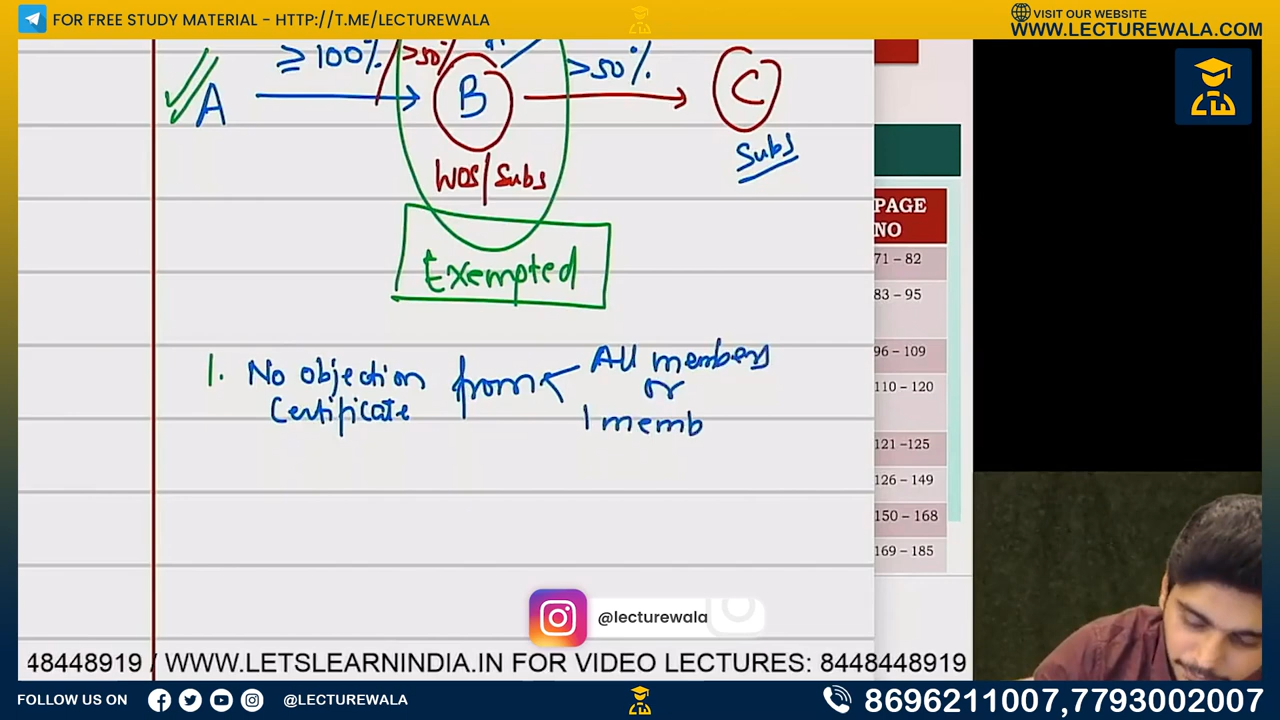 FOR FREE STUDY MATERIAL - HTTP://T.ME/LECTUREWALA
VISIT OUR WEBSITE
WWW.LECTUREWALA.COM
≥100% / >50%
>50%
A
B
C
WOS/Subs
Subs
Exempted
1. No objection from All members
Certificate or
1 memb
PAGE
NO
71 – 82
83 – 95
96 – 109
110 – 120
121 –125
126 – 149
150 – 168
169 – 185
@lecturewala
48448919 / WWW.LETSLEARNINDIA.IN FOR VIDEO LECTURES: 8448448919
FOLLOW US ON @LECTUREWALA
8696211007,7793002007